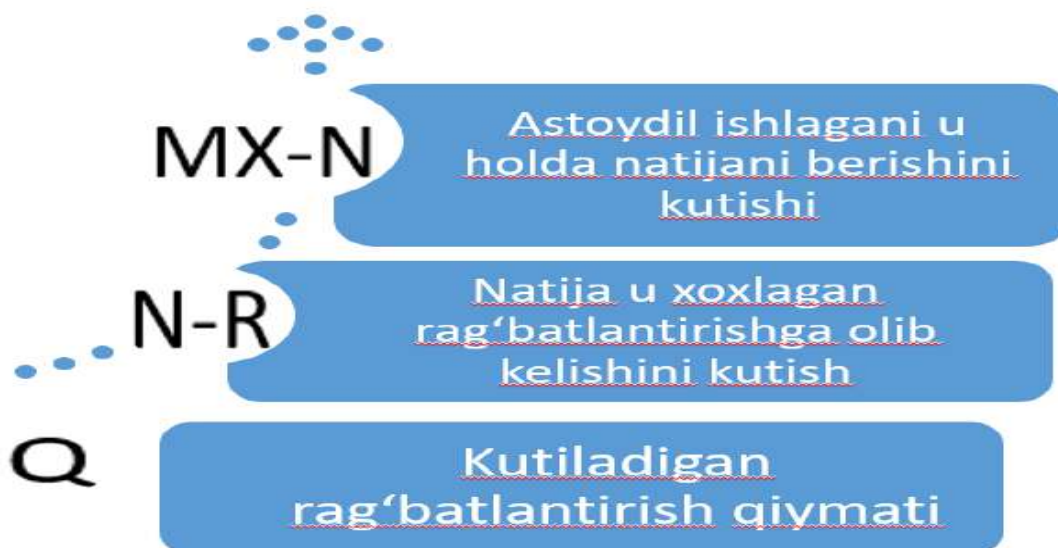 MX-N
Astoydil ishlagani u
holda natijani berishini
kutishi
N-R
Natija u xoxlagan
rag‘batlantirishga olib
kelishini kutish
Q
Kutiladigan
rag‘batlantirish qiymati